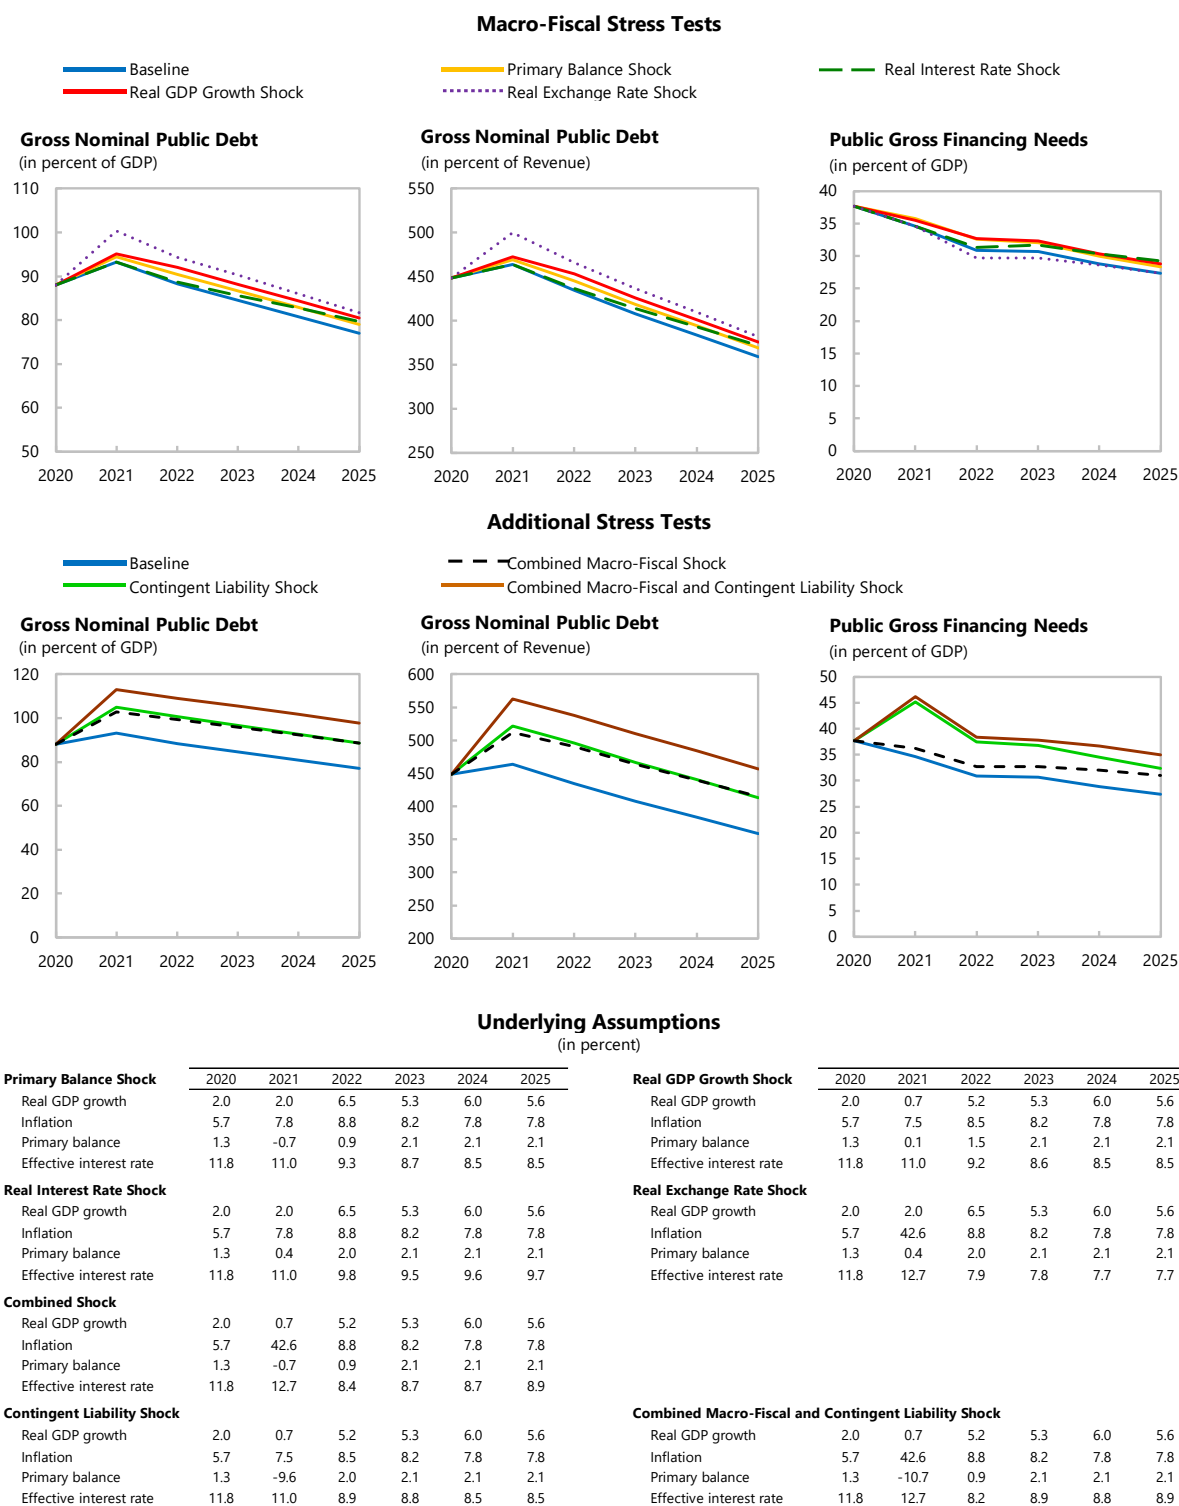 Macro-Fiscal Stress Tests
Baseline
Primary Balance Shock
Real Interest Rate Shock
Real GDP Growth Shock
Real Exchange Rate Shock
Gross Nominal Public Debt
(in percent of GDP)
110
100
90
80
70
60
50
2020 2021 2022 2023 2024 2025
Gross Nominal Public Debt
(in percent of Revenue)
550
500
450
400
350
300
250
2020 2021 2022 2023 2024 2025
Public Gross Financing Needs
(in percent of GDP)
40
35
30
25
20
15
10
5
0
2020 2021 2022 2023 2024 2025
Additional Stress Tests
Baseline
Combined Macro-Fiscal Shock
Contingent Liability Shock
Combined Macro-Fiscal and Contingent Liability Shock
Gross Nominal Public Debt
(in percent of GDP)
120
100
80
60
40
20
0
2020 2021 2022 2023 2024 2025
Gross Nominal Public Debt
(in percent of Revenue)
600
550
500
450
400
350
300
250
200
2020 2021 2022 2023 2024 2025
Public Gross Financing Needs
(in percent of GDP)
50
45
40
35
30
25
20
15
10
5
0
2020 2021 2022 2023 2024 2025
Underlying Assumptions
(in percent)
Primary Balance Shock 2020 2021 2022 2023 2024 2025
Real GDP growth 2.0 2.0 6.5 5.3 6.0 5.6
Inflation 5.7 7.8 8.8 8.2 7.8 7.8
Primary balance 1.3 -0.7 0.9 2.1 2.1 2.1
Effective interest rate 11.8 11.0 9.3 8.7 8.5 8.5
Real GDP Growth Shock 2020 2021 2022 2023 2024 2025
Real GDP growth 2.0 0.7 5.2 5.3 6.0 5.6
Inflation 5.7 7.5 8.5 8.2 7.8 7.8
Primary balance 1.3 0.1 1.5 2.1 2.1 2.1
Effective interest rate 11.8 11.0 9.2 8.6 8.5 8.5
Real Interest Rate Shock
Real GDP growth 2.0 2.0 6.5 5.3 6.0 5.6
Inflation 5.7 7.8 8.8 8.2 7.8 7.8
Primary balance 1.3 0.4 2.0 2.1 2.1 2.1
Effective interest rate 11.8 11.0 9.8 9.5 9.6 9.7
Real Exchange Rate Shock
Real GDP growth 2.0 2.0 6.5 5.3 6.0 5.6
Inflation 5.7 42.6 8.8 8.2 7.8 7.8
Primary balance 1.3 0.4 2.0 2.1 2.1 2.1
Effective interest rate 11.8 12.7 7.9 7.8 7.7 7.7
Combined Shock
Real GDP growth 2.0 0.7 5.2 5.3 6.0 5.6
Inflation 5.7 42.6 8.8 8.2 7.8 7.8
Primary balance 1.3 -0.7 0.9 2.1 2.1 2.1
Effective interest rate 11.8 12.7 8.4 8.7 8.7 8.9
Contingent Liability Shock
Real GDP growth 2.0 0.7 5.2 5.3 6.0 5.6
Inflation 5.7 7.5 8.5 8.2 7.8 7.8
Primary balance 1.3 -9.6 2.0 2.1 2.1 2.1
Effective interest rate 11.8 11.0 8.9 8.8 8.5 8.5
Combined Macro-Fiscal and Contingent Liability Shock
Real GDP growth 2.0 0.7 5.2 5.3 6.0 5.6
Inflation 5.7 42.6 8.8 8.2 7.8 7.8
Primary balance 1.3 -10.7 0.9 2.1 2.1 2.1
Effective interest rate 11.8 12.7 8.2 8.9 8.8 8.9